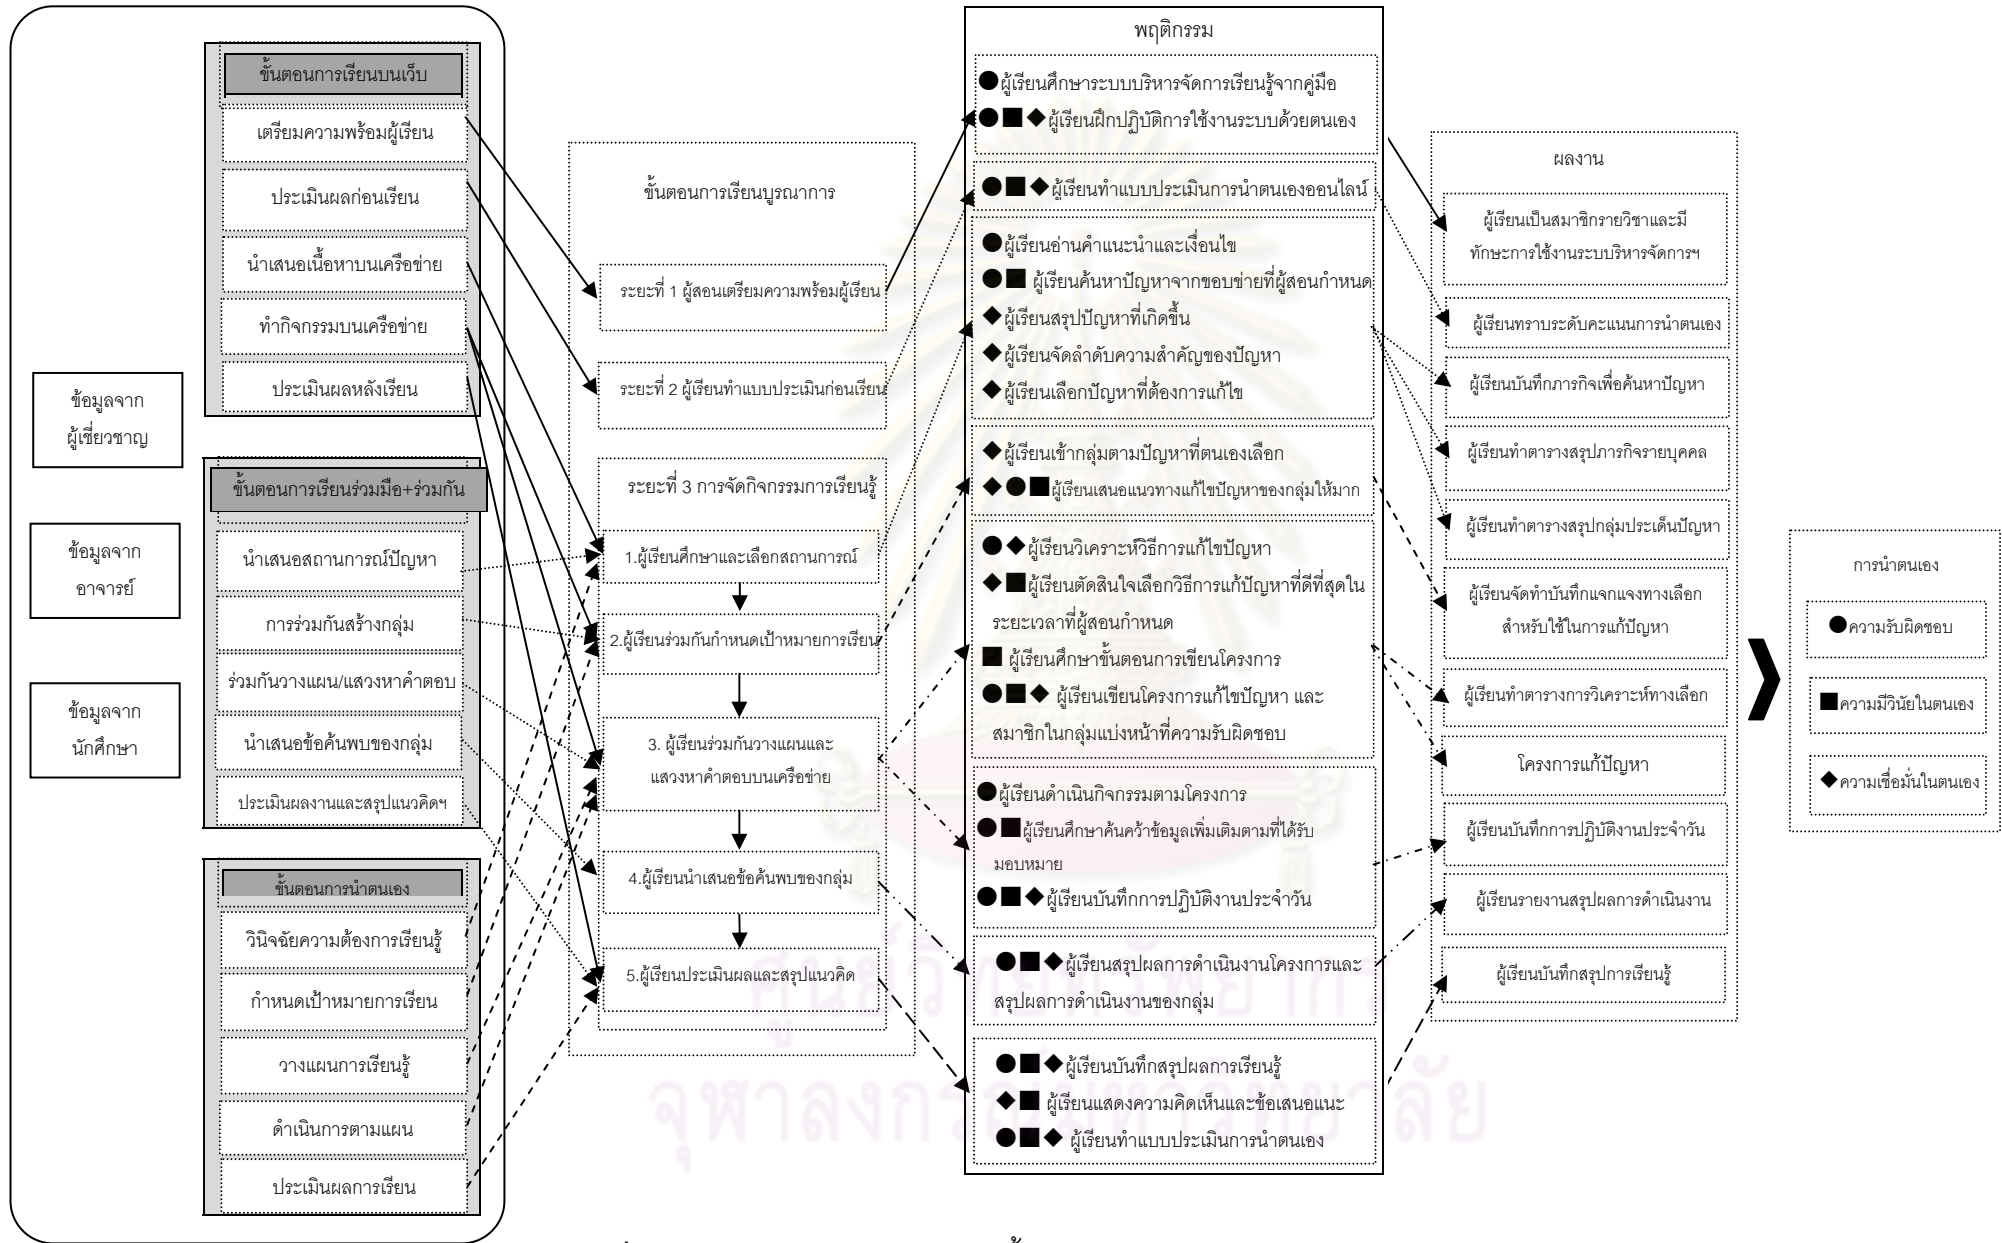 ขั้นตอนการเรียนบนเว็บ
เตรียมความพร้อมผู้เรียน
ประเมินผลก่อนเรียน
นำเสนอเนื้อหาบนเครือข่าย
ทำกิจกรรมบนเครือข่าย
ประเมินผลหลังเรียน
ข้อมูลจาก
ผู้เชี่ยวชาญ
ข้อมูลจาก
อาจารย์
ข้อมูลจาก
นักศึกษา
ขั้นตอนการเรียนร่วมมือ+ร่วมกัน
นำเสนอสถานการณ์ปัญหา
การร่วมกันสร้างกลุ่ม
ร่วมกันวางแผน/แสวงหาคำตอบ
นำเสนอข้อค้นพบของกลุ่ม
ประเมินผลงานและสรุปแนวคิดฯ
ขั้นตอนการนำตนเอง
วินิจฉัยความต้องการเรียนรู้
กำหนดเป้าหมายการเรียน
วางแผนการเรียนรู้
ดำเนินการตามแผน
ประเมินผลการเรียน
ขั้นตอนการเรียนบูรณาการ
ระยะที่ 1 ผู้สอนเตรียมความพร้อมผู้เรียน
ระยะที่ 2 ผู้เรียนทำแบบประเมินก่อนเรียน
ระยะที่ 3 การจัดกิจกรรมการเรียนรู้
1.ผู้เรียนศึกษาและเลือกสถานการณ์
2.ผู้เรียนร่วมกันกำหนดเป้าหมายการเรียน
3. ผู้เรียนร่วมกันวางแผนและ
แสวงหาคำตอบบนเครือข่าย
4.ผู้เรียนนำเสนอข้อค้นพบของกลุ่ม
5.ผู้เรียนประเมินผลและสรุปแนวคิด
พฤติกรรม
●ผู้เรียนศึกษาระบบบริหารจัดการเรียนรู้จากคู่มือ
●■◆ผู้เรียนฝึกปฏิบัติการใช้งานระบบด้วยตนเอง
●■◆ผู้เรียนทำแบบประเมินการนำตนเองออนไลน์
●ผู้เรียนอ่านคำแนะนำและเงื่อนไข
●■ ผู้เรียนค้นหาปัญหาจากขอบข่ายที่ผู้สอนกำหนด
◆ผู้เรียนสรุปปัญหาที่เกิดขึ้น
◆ผู้เรียนจัดลำดับความสำคัญของปัญหา
◆ผู้เรียนเลือกปัญหาที่ต้องการแก้ไข
◆ผู้เรียนเข้ากลุ่มตามปัญหาที่ตนเองเลือก
◆●■ผู้เรียนเสนอแนวทางแก้ไขปัญหาของกลุ่มให้มาก
●◆ผู้เรียนวิเคราะห์วิธีการแก้ไขปัญหา
◆■ผู้เรียนตัดสินใจเลือกวิธีการแก้ปัญหาที่ดีที่สุดใน
ระยะเวลาที่ผู้สอนกำหนด
■ ผู้เรียนศึกษาขั้นตอนการเขียนโครงการ
●■◆ ผู้เรียนเขียนโครงการแก้ไขปัญหา และ
สมาชิกในกลุ่มแบ่งหน้าที่ความรับผิดชอบ
●ผู้เรียนดำเนินกิจกรรมตามโครงการ
●■ผู้เรียนศึกษาค้นคว้าข้อมูลเพิ่มเติมตามที่ได้รับ
มอบหมาย
●■◆ผู้เรียนบันทึกการปฏิบัติงานประจำวัน
●■◆ผู้เรียนสรุปผลการดำเนินงานโครงการและ
สรุปผลการดำเนินงานของกลุ่ม
●■◆ผู้เรียนบันทึกสรุปผลการเรียนรู้
◆■ ผู้เรียนแสดงความคิดเห็นและข้อเสนอแนะ
●■◆ ผู้เรียนทำแบบประเมินการนำตนเอง
ผลงาน
ผู้เรียนเป็นสมาชิกรายวิชาและมี
ทักษะการใช้งานระบบบริหารจัดการฯ
ผู้เรียนทราบระดับคะแนนการนำตนเอง
ผู้เรียนบันทึกภารกิจเพื่อค้นหาปัญหา
ผู้เรียนทำตารางสรุปภารกิจรายบุคคล
ผู้เรียนทำตารางสรุปกลุ่มประเด็นปัญหา
ผู้เรียนจัดทำบันทึกแจกแจงทางเลือก
สำหรับใช้ในการแก้ปัญหา
ผู้เรียนทำตารางการวิเคราะห์ทางเลือก
โครงการแก้ปัญหา
ผู้เรียนบันทึกการปฏิบัติงานประจำวัน
ผู้เรียนรายงานสรุปผลการดำเนินงาน
ผู้เรียนบันทึกสรุปการเรียนรู้
การนำตนเอง
●ความรับผิดชอบ
■ความมีวินัยในตนเอง
◆ความเชื่อมั่นในตนเอง
ศูนย์วิทยทรัพยากร
จุฬาลงกรณ์มหาวิทยาลัย